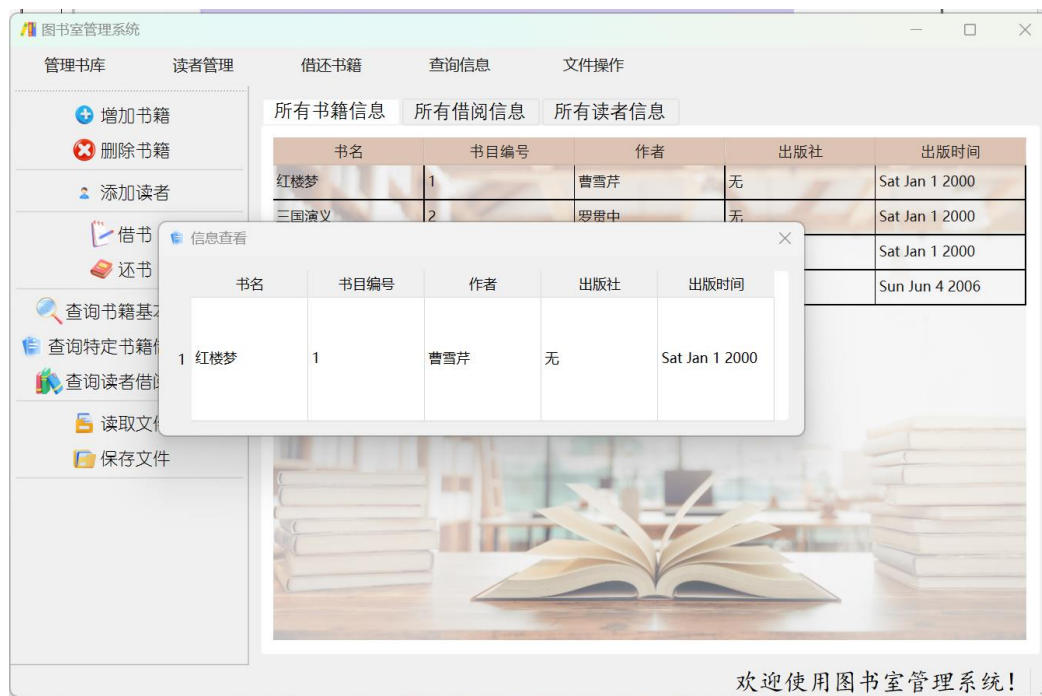 图书室管理系统
管理书库 读者管理 借还书籍 查询信息 文件操作
增加书籍
删除书籍
添加读者
借书
还书
查询书籍基
查询特定书籍
查询读者借
读取文
保存文件
所有书籍信息 所有借阅信息 所有读者信息
书名 书目编号 作者 出版社 出版时间
红楼梦 1 曹雪芹 无 Sat Jan 1 2000
三国演义 2 罗贯中 无 Sat Jan 1 2000
Sat Jan 1 2000
Sun Jun 4 2006
信息查看
书名 书目编号 作者 出版社 出版时间
1 红楼梦 1 曹雪芹 无 Sat Jan 1 2000
欢迎使用图书室管理系统!